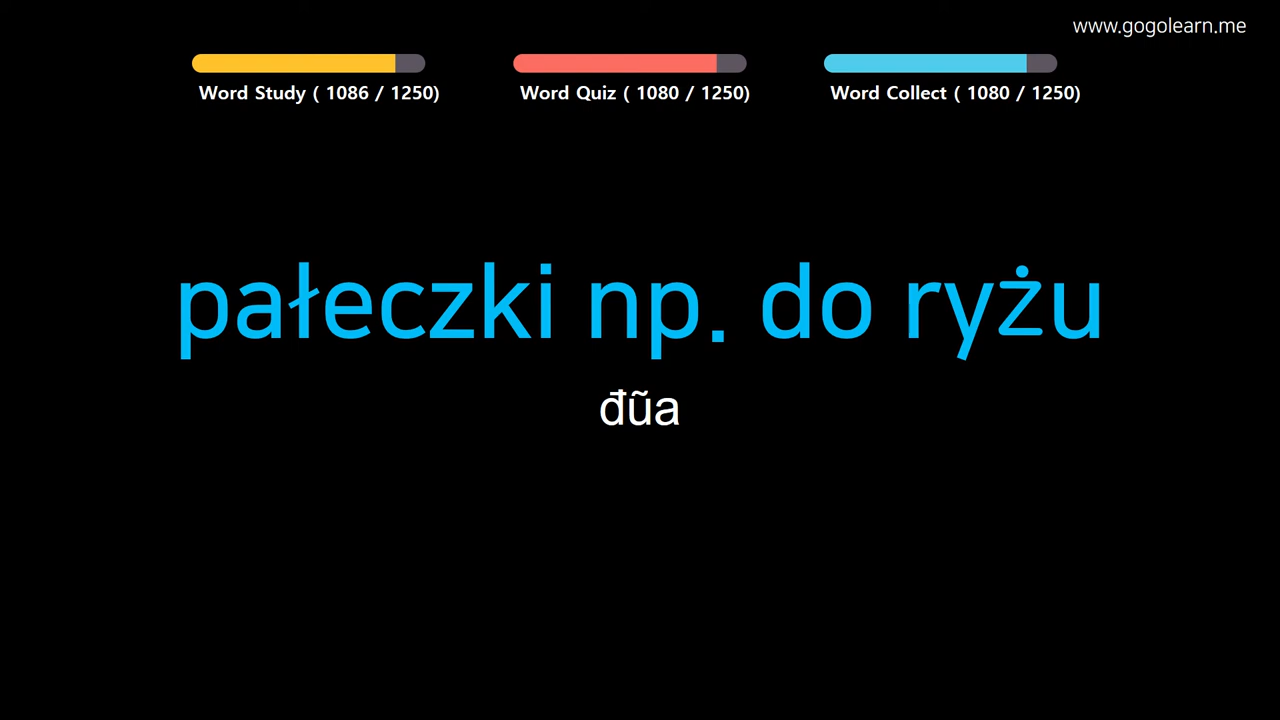 www.gogolearn.me
Word Study ( 1086 / 1250)
Word Quiz ( 1080 / 1250)
Word Collect ( 1080 / 1250)
pałeczki np. do ryżu
đũa